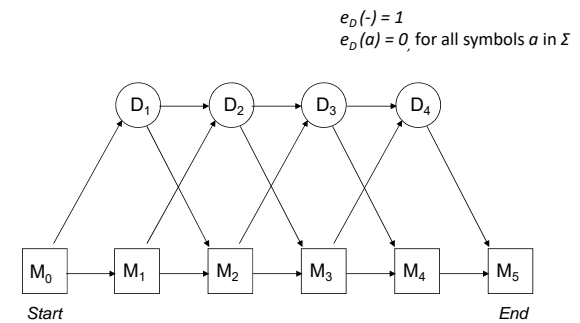 e_D(-) = 1
e_D(a) = 0, for all symbols a in Σ
D₁ D₂ D₃ D₄
M₀ M₁ M₂ M₃ M₄ M₅
Start End